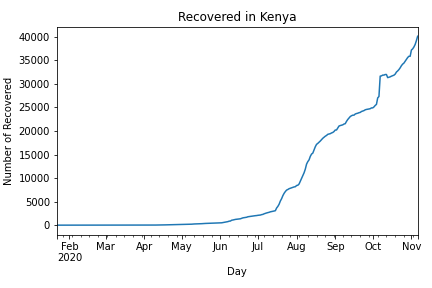 Recovered in Kenya
Number of Recovered
40000
35000
30000
25000
20000
15000
10000
5000
0
Feb Mar Apr May Jun Jul Aug Sep Oct Nov
2020
Day